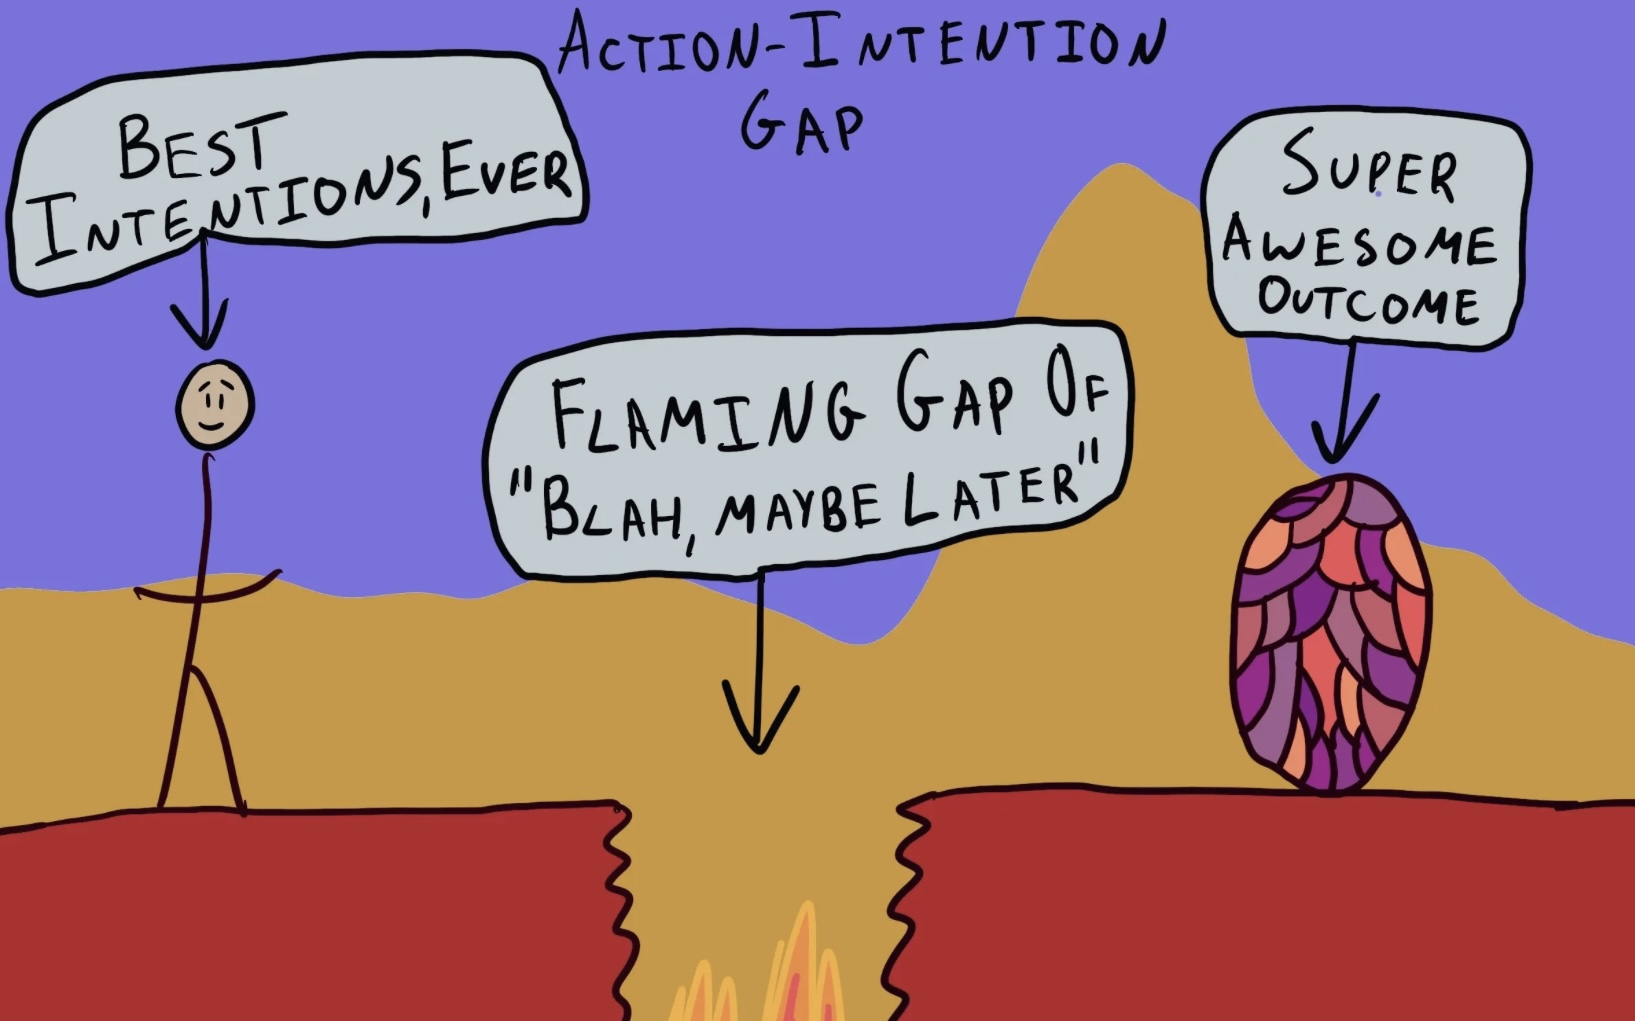 Action-Intention
Gap
Best
Intentions, Ever
Super
Awesome
Outcome
Flaming Gap Of
"Blah, maybe Later"